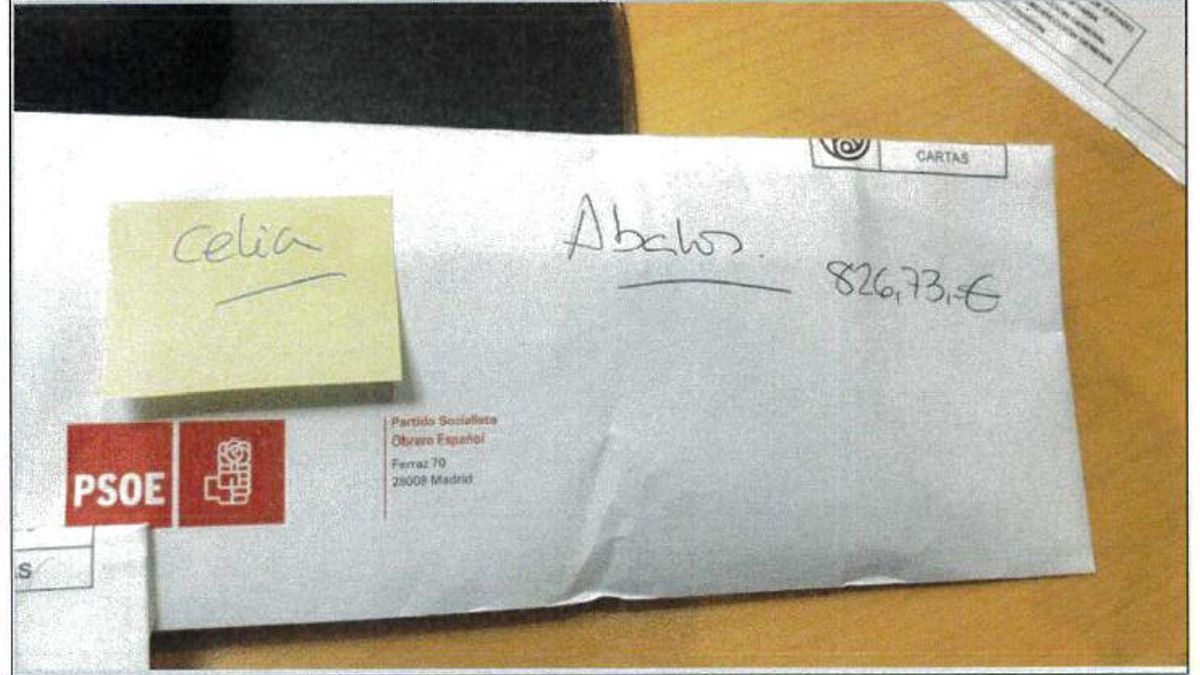 CARTAS
Celia
Abalos.
826,73,-€
PSOE
Partido Socialista
Obrero Español
Ferraz 70
28008 Madrid